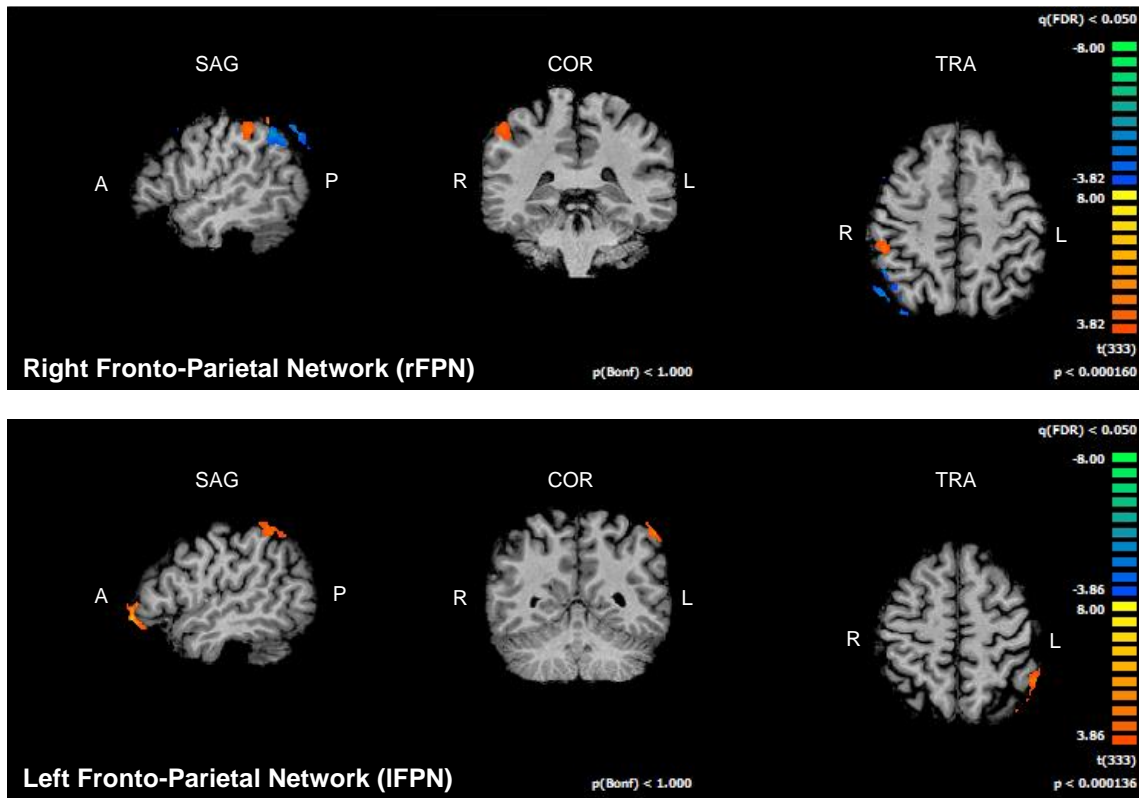 q(FDR) < 0.050
-8.00
SAG
COR
TRA
A
P
R
L
R
L
-3.82
8.00
3.82
t(333)
Right Fronto-Parietal Network (rFPN)
p(Bonf) < 1.000
p < 0.000160
q(FDR) < 0.050
-8.00
SAG
COR
TRA
A
P
R
L
R
L
-3.86
8.00
3.86
t(333)
Left Fronto-Parietal Network (lFPN)
p(Bonf) < 1.000
p < 0.000136